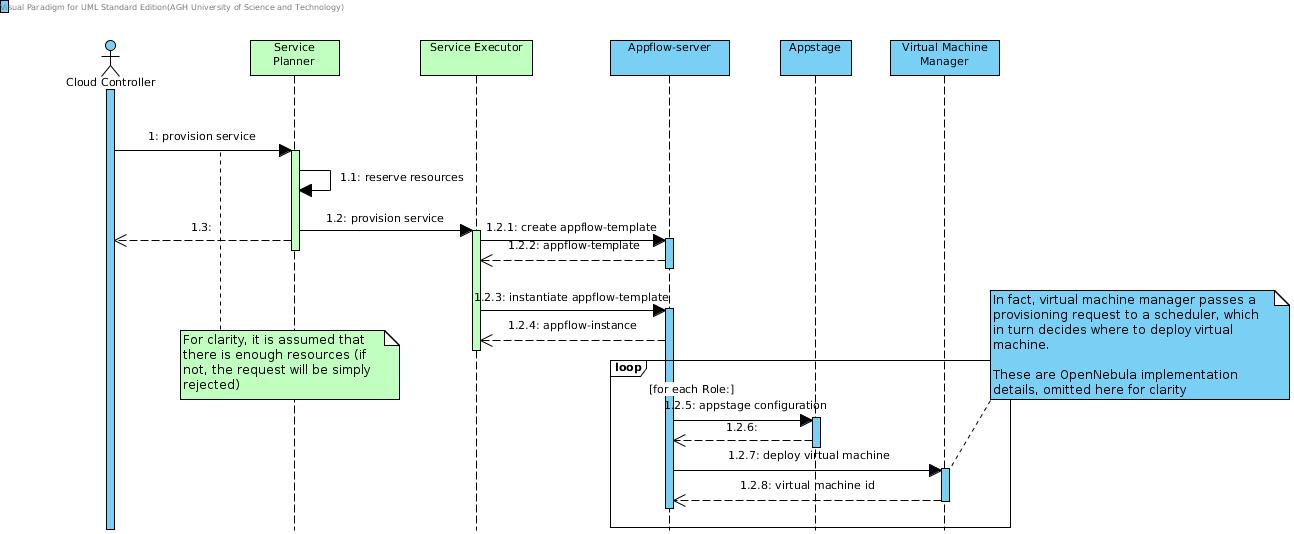 Visual Paradigm for UML Standard Edition(AGH University of Science and Technology)
Cloud Controller
Service
Planner
Service Executor
Appflow-server
Appstage
Virtual Machine
Manager
1: provision service
1.1: reserve resources
1.2: provision service
1.2.1: create appflow-template
1.3:
1.2.2: appflow-template
1.2.3: instantiate appflow-template
1.2.4: appflow-instance
In fact, virtual machine manager passes a
provisioning request to a scheduler, which
in turn decides where to deploy virtual
machine.
These are OpenNebula implementation
details, omitted here for clarity
For clarity, it is assumed that
there is enough resources (if
not, the request will be simply
rejected)
loop
[for each Role:]
1.2.5: appstage configuration
1.2.6:
1.2.7: deploy virtual machine
1.2.8: virtual machine id